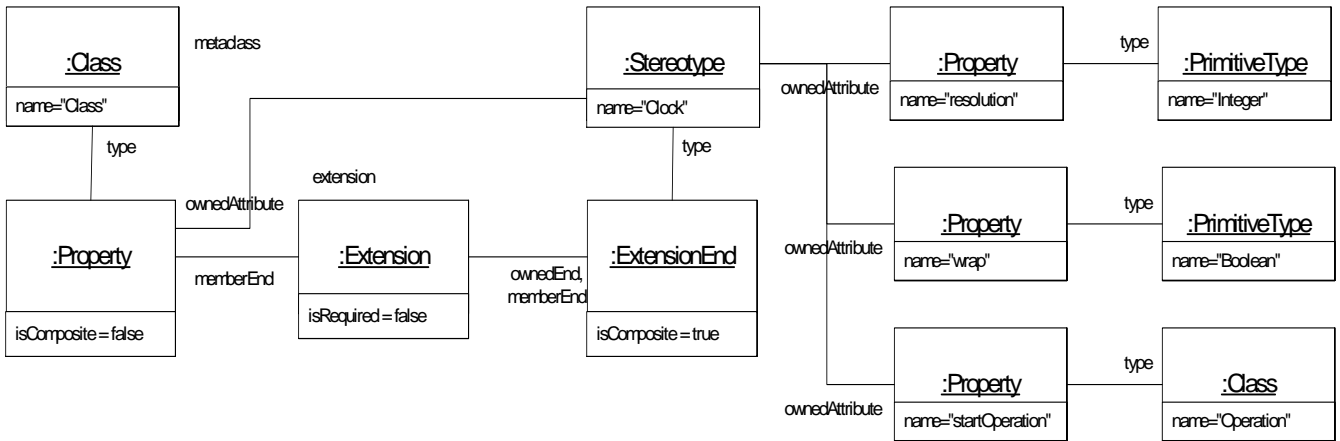 :Class
name="Class"
metaclass
:Stereotype
name="Clock"
ownedAttribute
:Property
name="resolution"
type
:PrimitiveType
name="Integer"
type
type
extension
ownedAttribute
:Property
isComposite = false
memberEnd
:Extension
isRequired = false
ownedEnd,
memberEnd
:ExtensionEnd
isComposite = true
ownedAttribute
:Property
name="wrap"
type
:PrimitiveType
name="Boolean"
ownedAttribute
:Property
name="startOperation"
type
:Class
name="Operation"